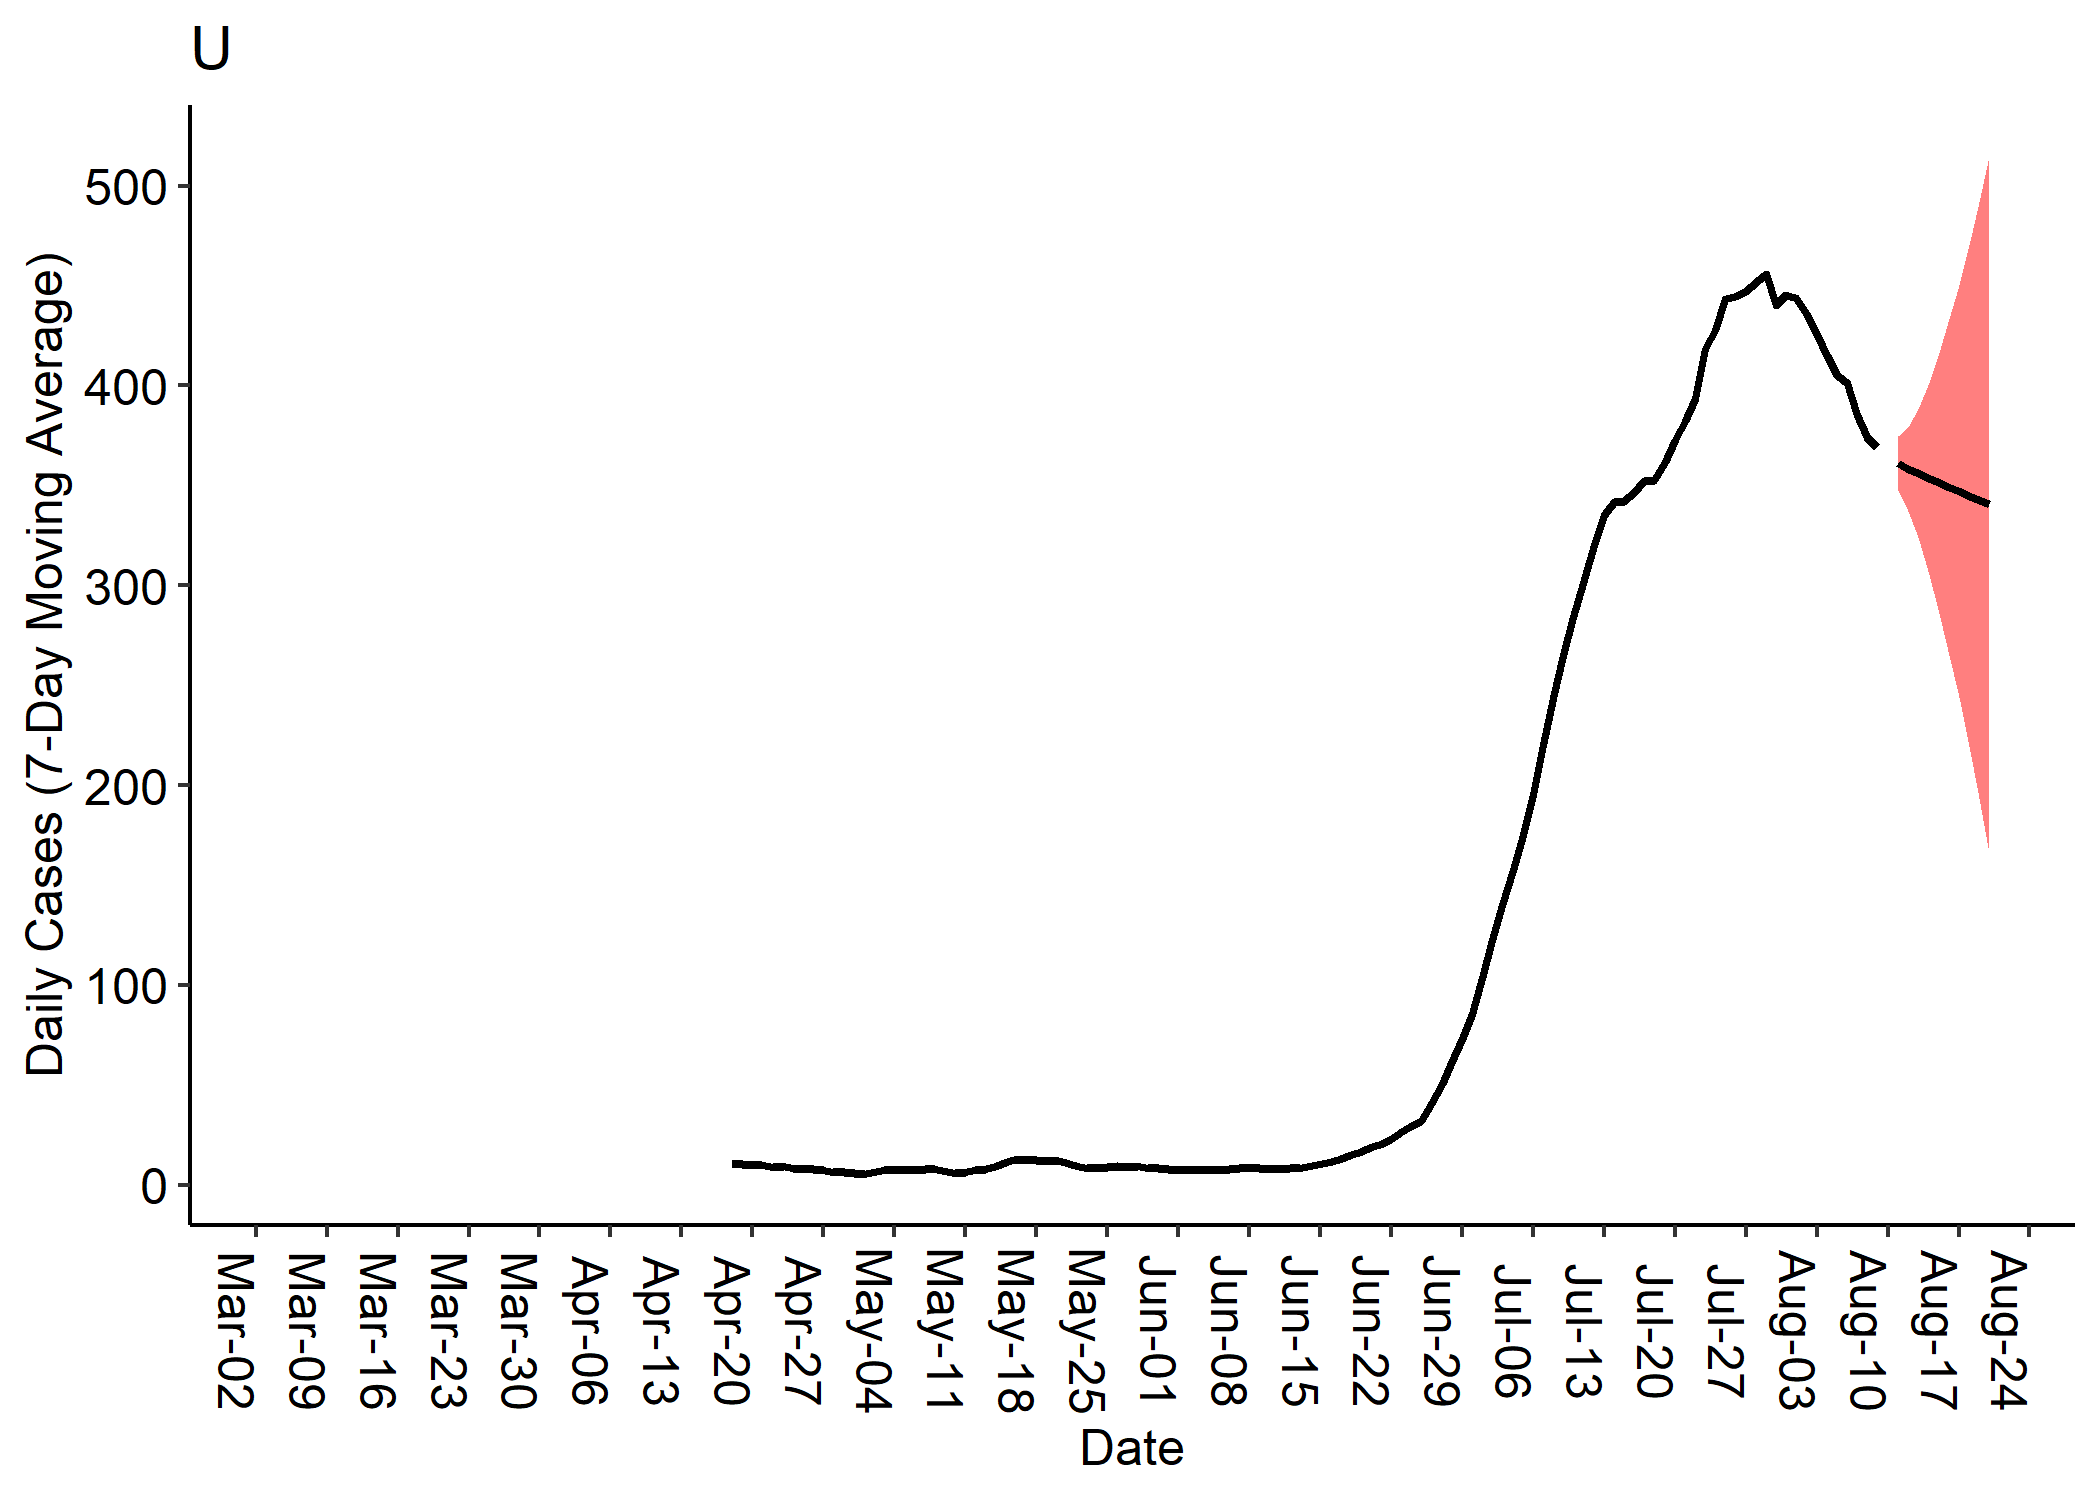 U
Daily Cases (7-Day Moving Average)
500
400
300
200
100
0
Mar-02
Mar-09
Mar-16
Mar-23
Mar-30
Apr-06
Apr-13
Apr-20
Apr-27
May-04
May-11
May-18
May-25
Jun-01
Jun-08
Jun-15
Jun-22
Jun-29
Jul-06
Jul-13
Jul-20
Jul-27
Aug-03
Aug-10
Aug-17
Aug-24
Date